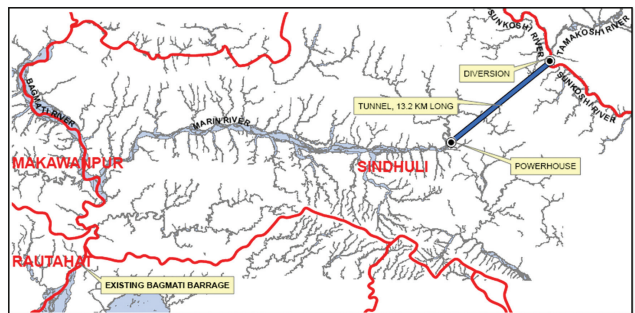 SUNKOSHI RIVER
TAMAKOSHI RIVER
DIVERSION
SUNKOSHI RIVER
BAGMATI RIVER
TUNNEL, 13.2 KM LONG
MARIN RIVER
MAKAWANPUR
SINDHULI
POWERHOUSE
RAUTAHAT
EXISTING BAGMATI BARRAGE